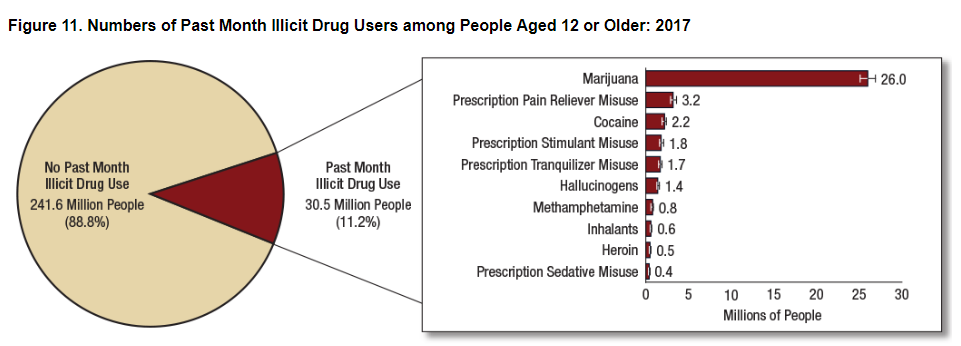 Figure 11. Numbers of Past Month Illicit Drug Users among People Aged 12 or Older: 2017
No Past Month
Illicit Drug Use
241.6 Million People
(88.8%)
Past Month
Illicit Drug Use
30.5 Million People
(11.2%)
Marijuana 26.0
Prescription Pain Reliever Misuse 3.2
Cocaine 2.2
Prescription Stimulant Misuse 1.8
Prescription Tranquilizer Misuse 1.7
Hallucinogens 1.4
Methamphetamine 0.8
Inhalants 0.6
Heroin 0.5
Prescription Sedative Misuse 0.4
0 5 10 15 20 25 30
Millions of People